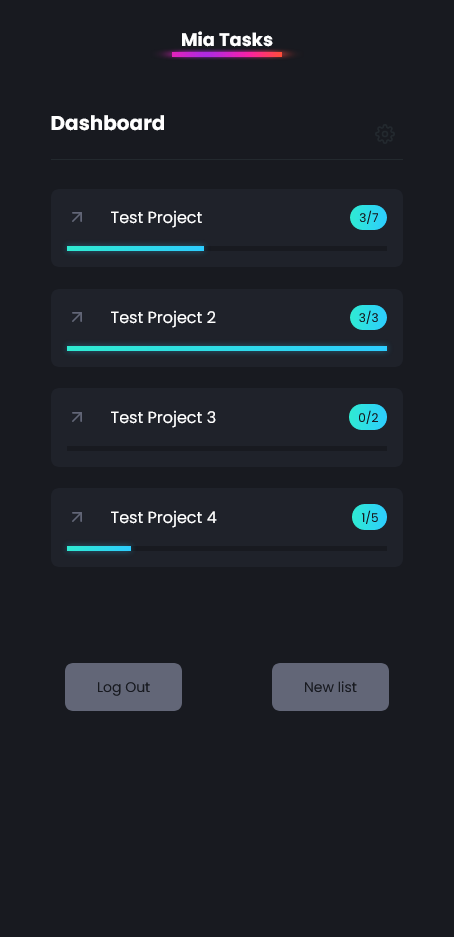 Mia Tasks
Dashboard
Test Project 3/7
Test Project 2 3/3
Test Project 3 0/2
Test Project 4 1/5
Log Out New list